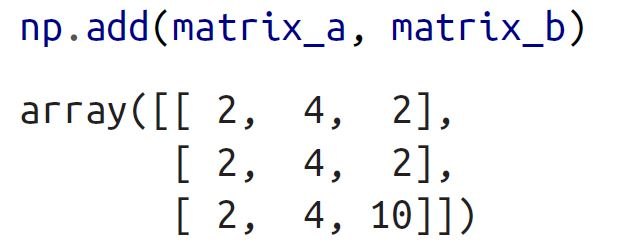 np.add(matrix_a, matrix_b)
array([[ 2,  4,  2],
       [ 2,  4,  2],
       [ 2,  4, 10]])